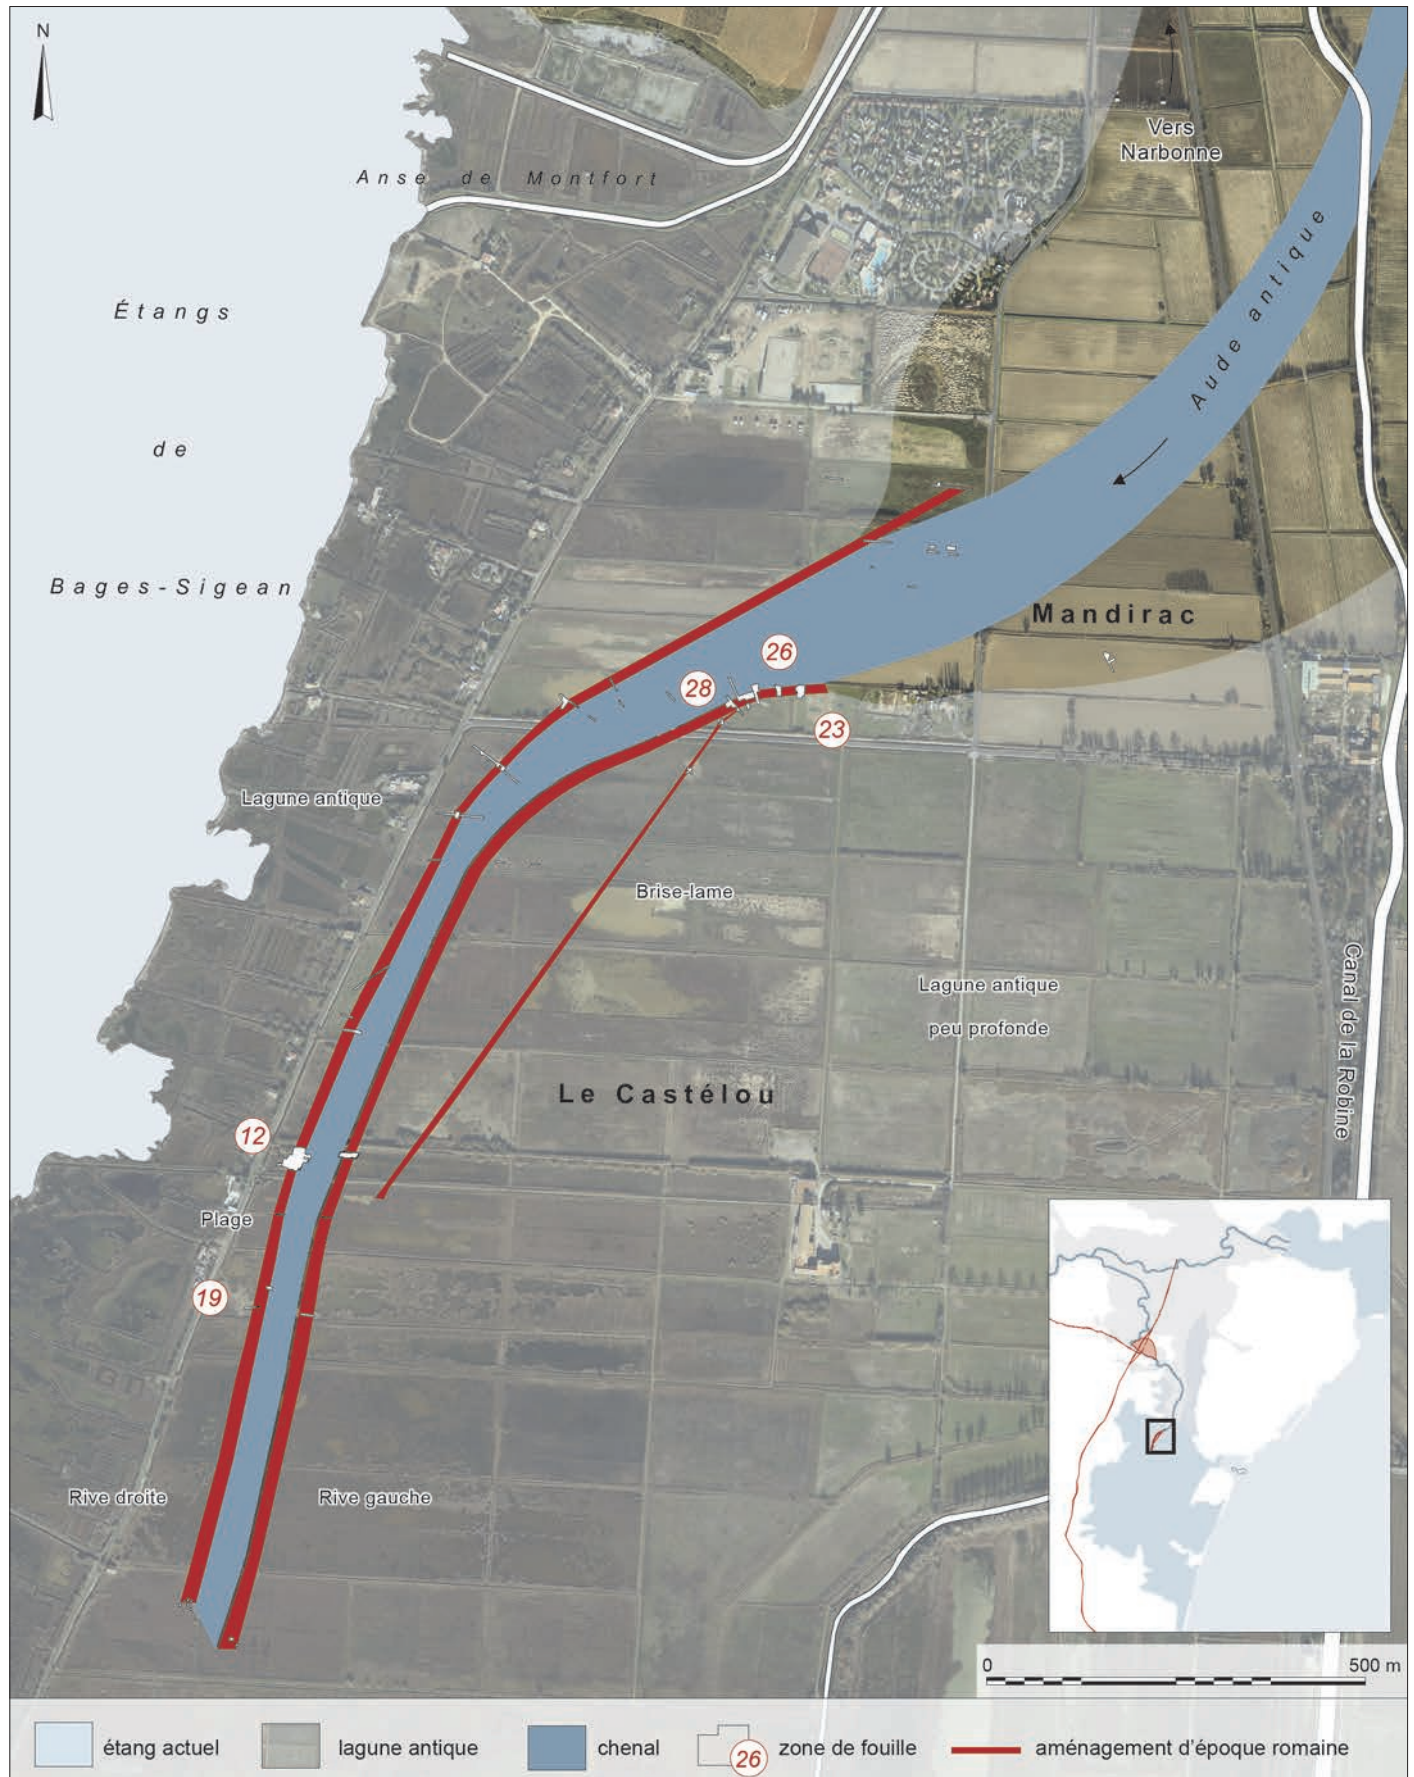 N
Vers
Narbonne
Anse de Montfort
Étangs
de
Bages-Sigean
Aude antique
Mandirac
26
28
23
Lagune antique
Brise-lame
Lagune antique
peu profonde
Canal de la Robine
Le Castélou
12
Plage
19
Rive droite
Rive gauche
0
500 m
étang actuel
lagune antique
chenal
26
zone de fouille
aménagement d'époque romaine